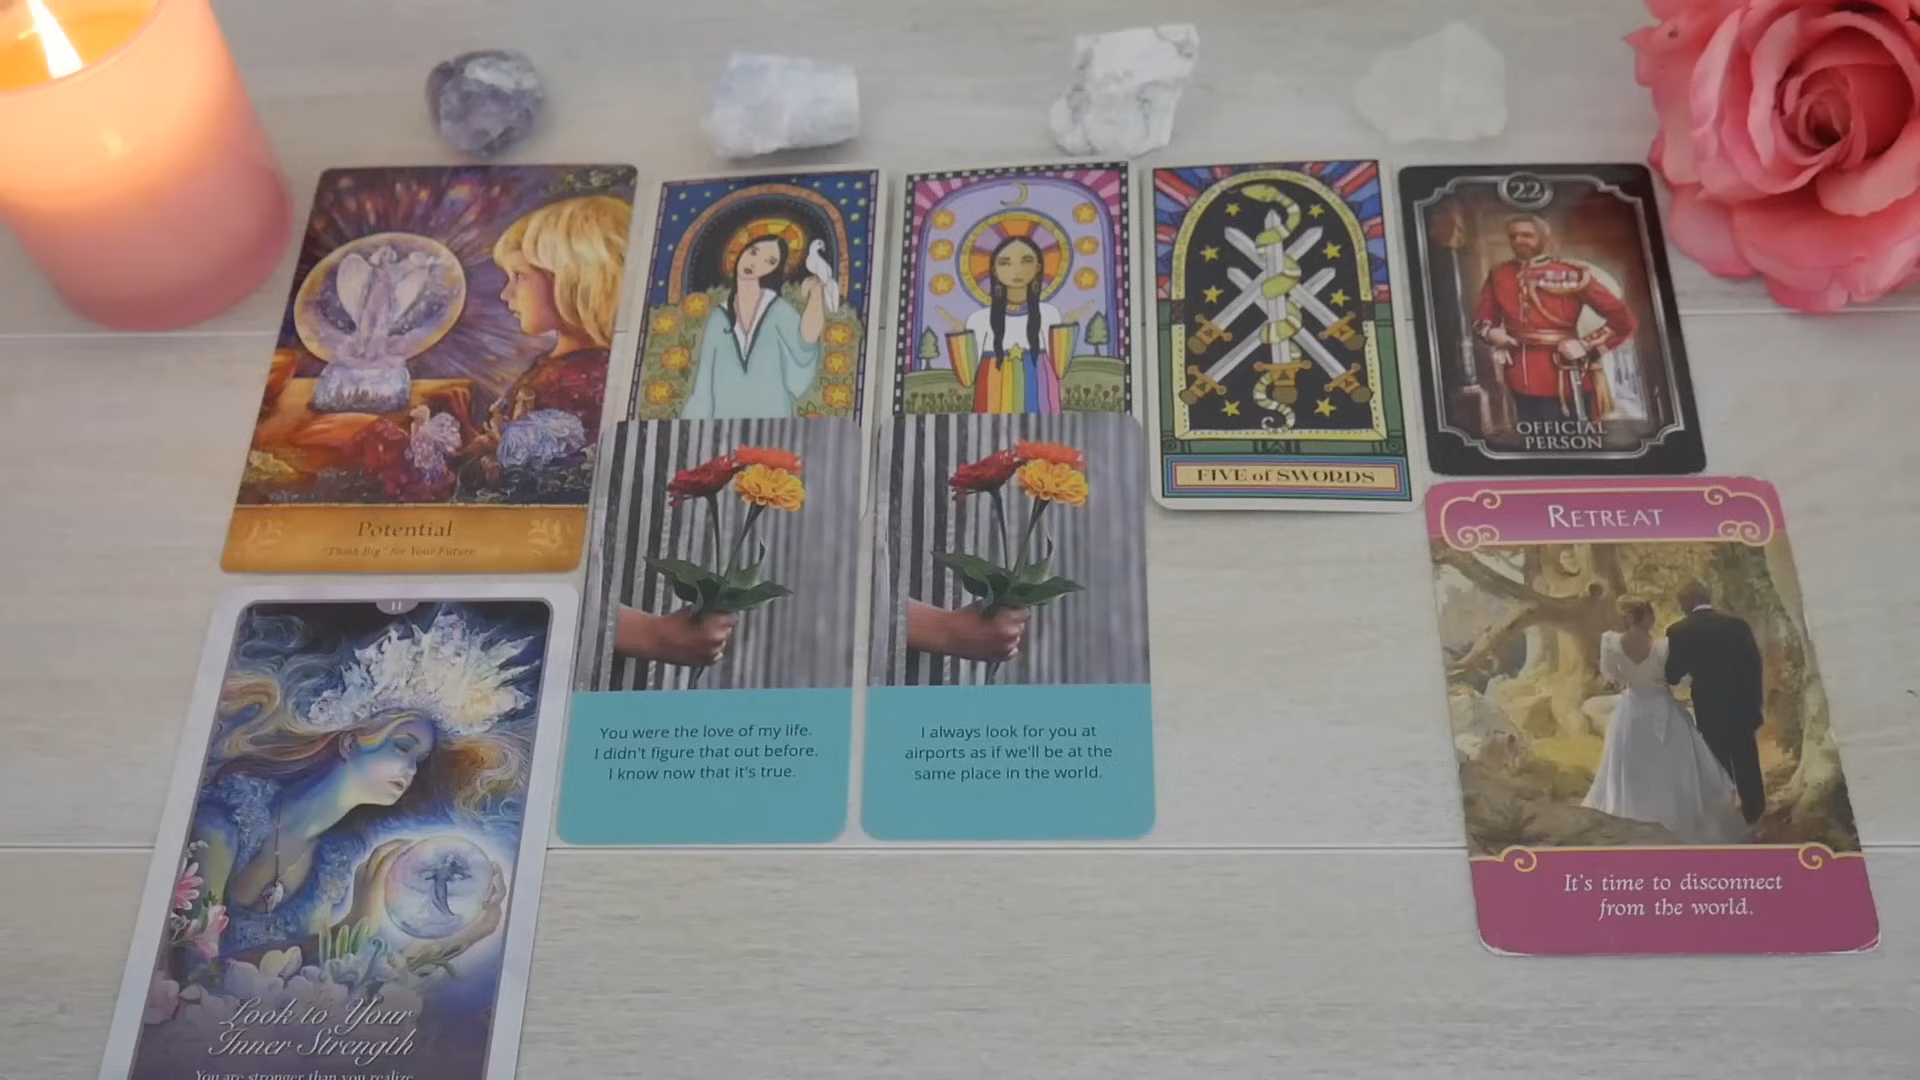 Potential
"Think Big" for Your Future
II
Look to Your
Inner Strength
You are stronger than you realize
You were the love of my life.
I didn't figure that out before.
I know now that it's true.
I always look for you at
airports as if we'll be at the
same place in the world.
FIVE of SWORDS
22
OFFICIAL
PERSON
RETREAT
It's time to disconnect
from the world.